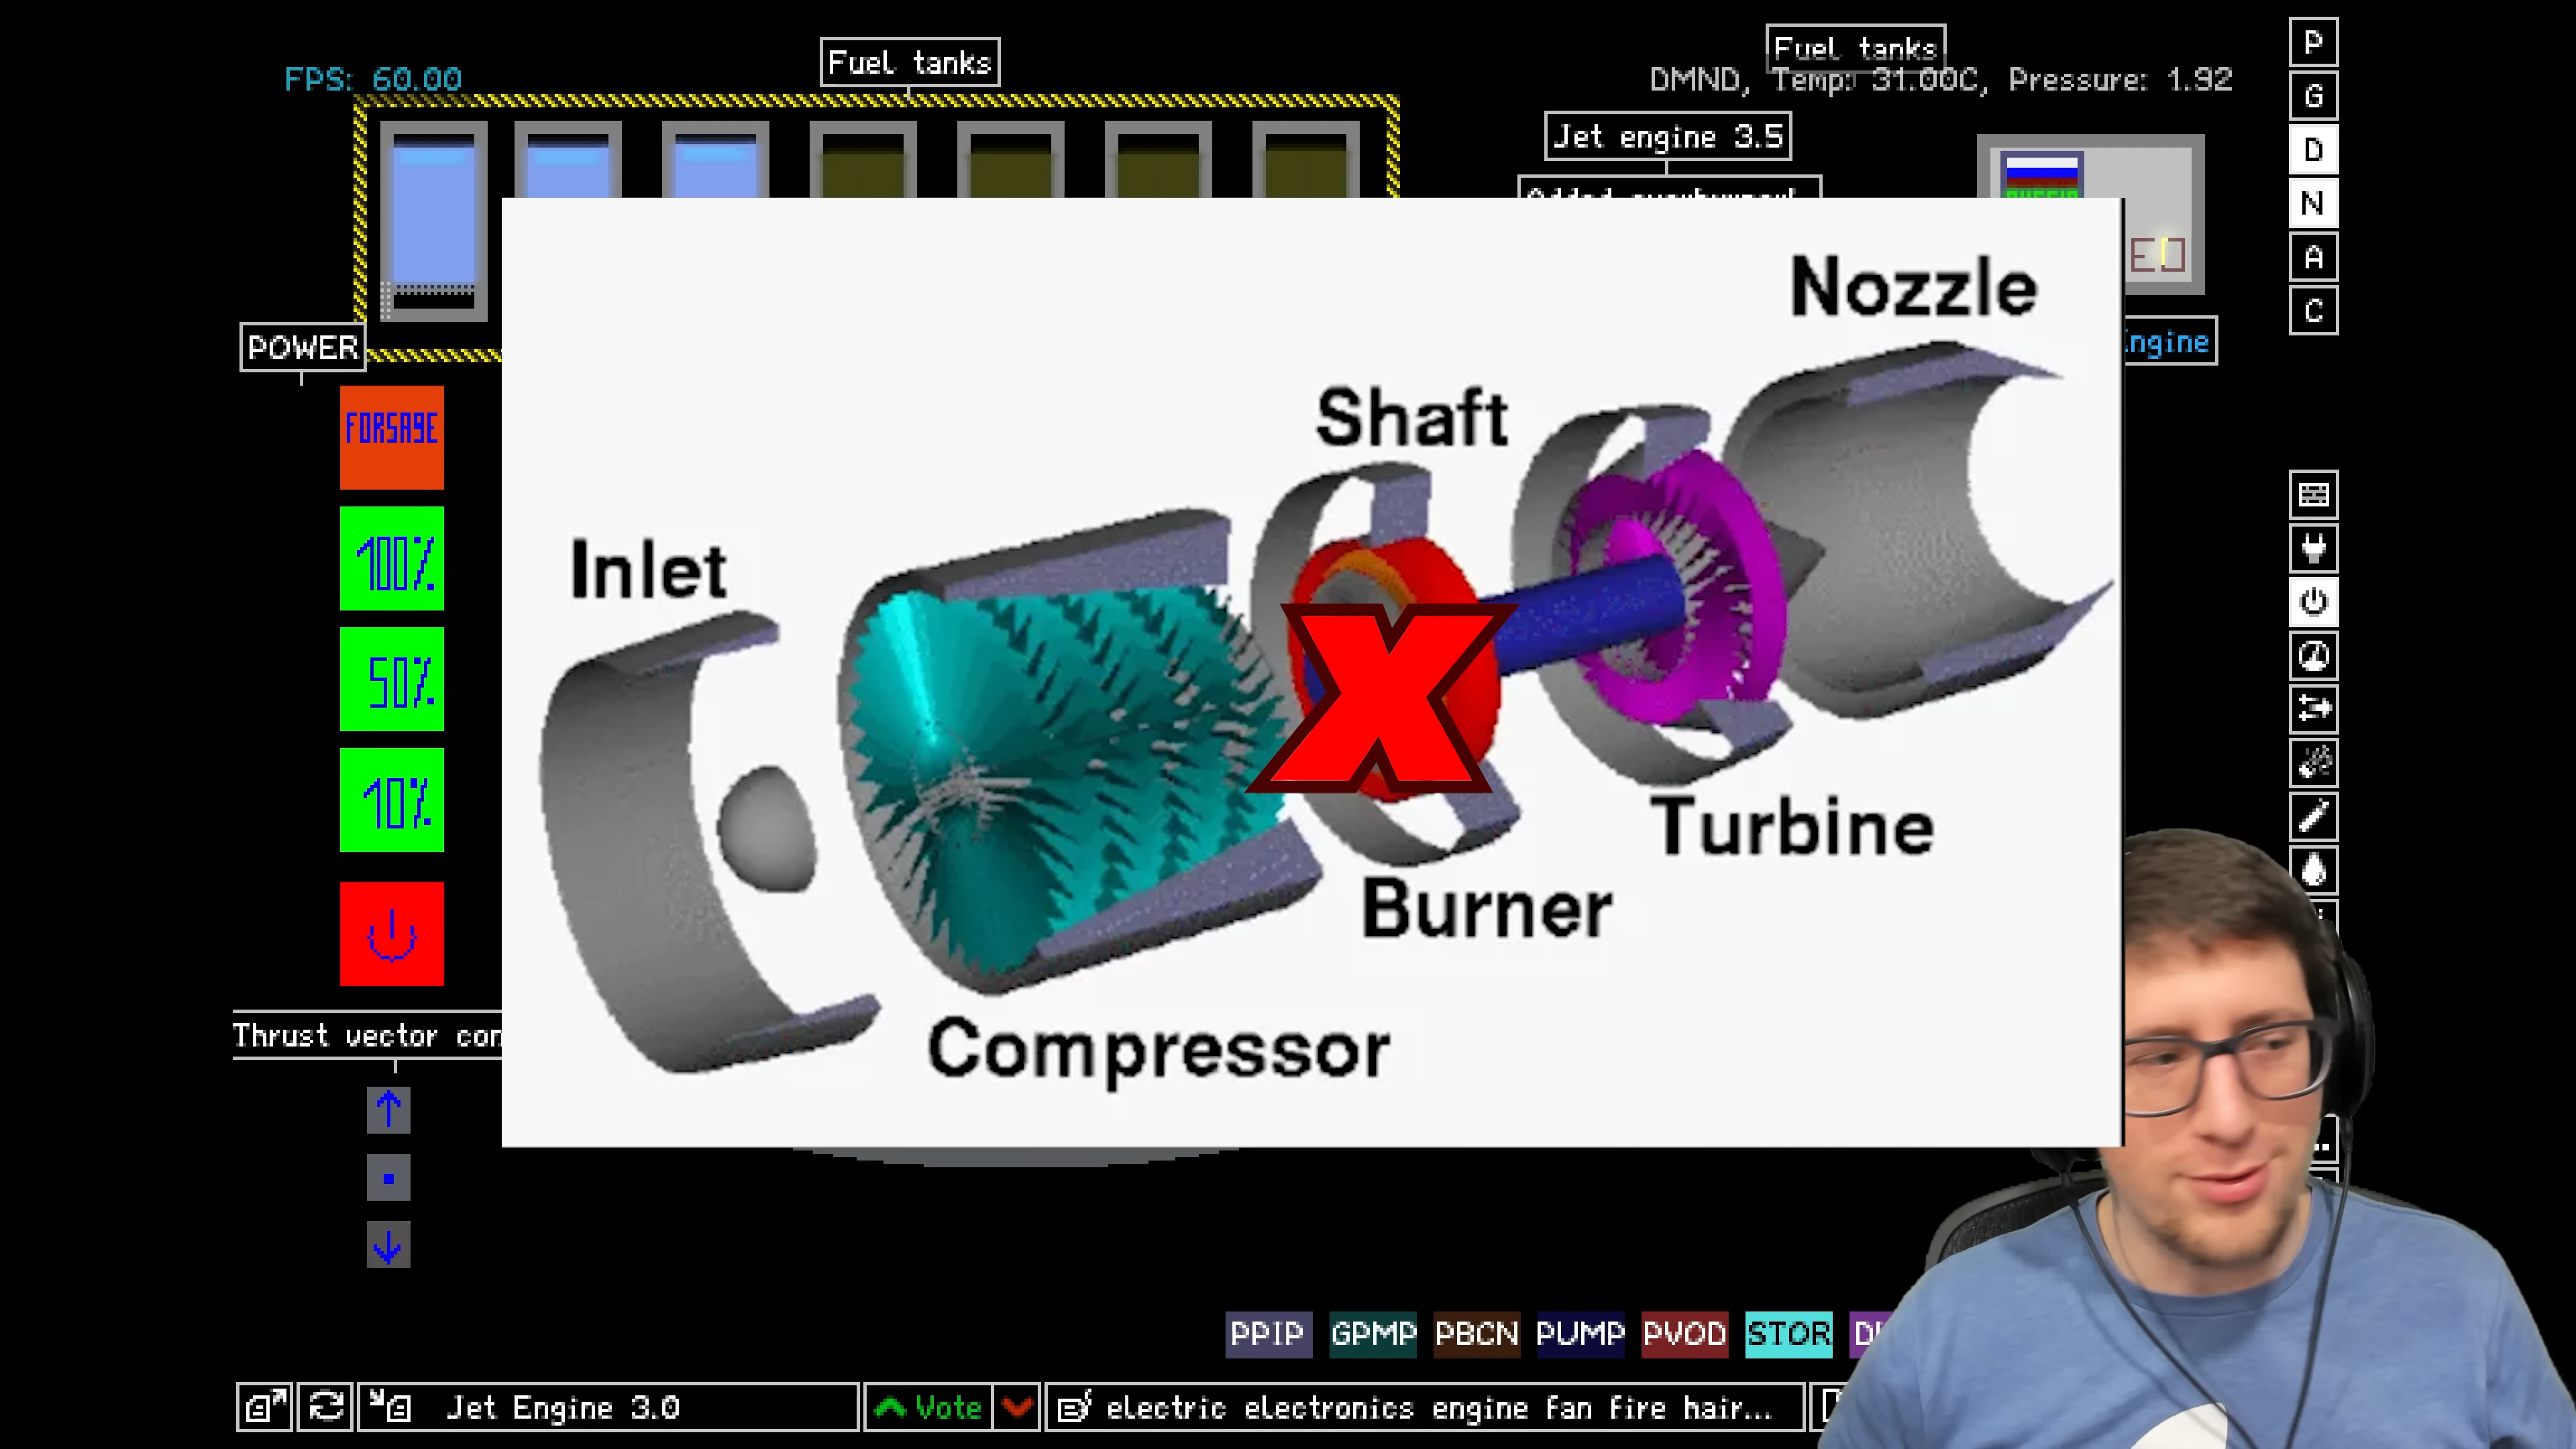 Fuel tanks
Fuel tanks
FPS: 60.00
DMND, Temp: 31.00C, Pressure: 1.92
Jet engine 3.5
P
G
D
N
A
C
POWER
FORSAGE
100%
50%
10%
Thrust vector con
Nozzle
Shaft
Inlet
X
Turbine
Burner
Compressor
PPIP GPMP PBCN PUMP PVOD STOR
Jet Engine 3.0
Vote
electric electronics engine fan fire hair...